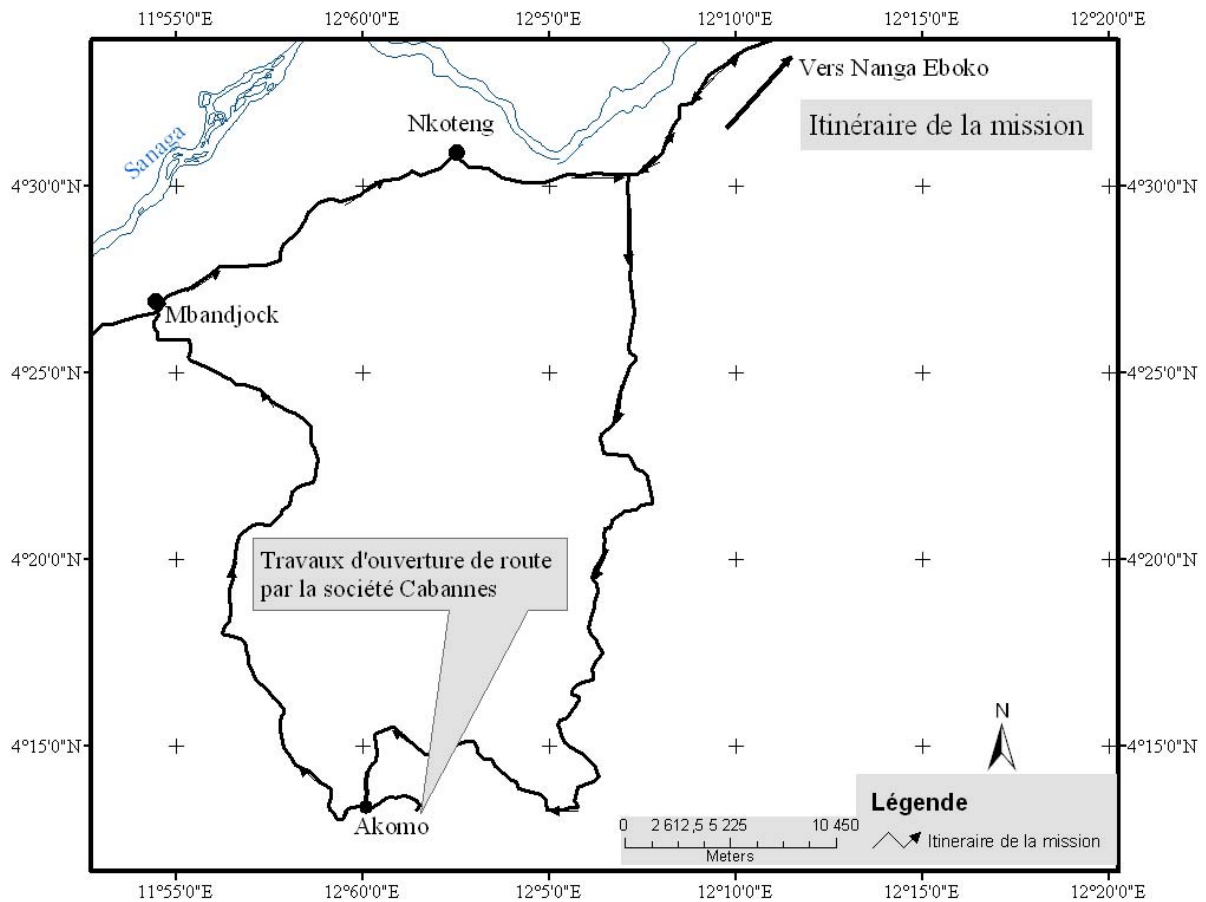 11°55'0"E 12°60'0"E 12°5'0"E 12°10'0"E 12°15'0"E 12°20'0"E
Vers Nanga Eboko
Itinéraire de la mission
Nkoteng
Sanaga
4°30'0"N 4°30'0"N
Mbandjock
4°25'0"N 4°25'0"N
Travaux d'ouverture de route
par la société Cabannes
4°20'0"N 4°20'0"N
N
4°15'0"N 4°15'0"N
Akomo
Légende
Itineraire de la mission
0 2 612,5 5 225 10 450
Meters
11°55'0"E 12°60'0"E 12°5'0"E 12°10'0"E 12°15'0"E 12°20'0"E